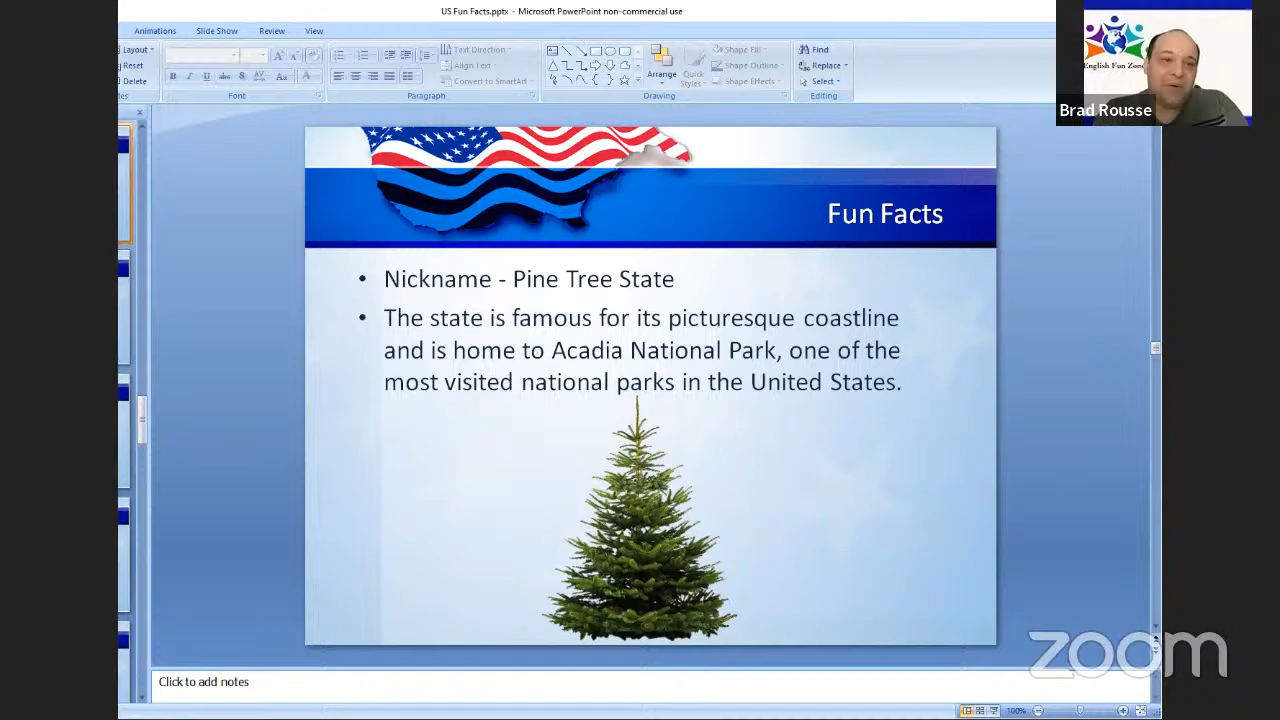 US Fun Facts.pptx - Microsoft PowerPoint non-commercial use
Animations Slide Show Review View
Layout Text Direction Shape Fill Find
Reset Align Text Arrange Quick Styles Shape Outline Replace
Delete Convert to SmartArt Shape Effects Select
Font Paragraph Drawing Editing
English Fun Zone
Brad Rousse
Fun Facts
• Nickname - Pine Tree State
• The state is famous for its picturesque coastline
and is home to Acadia National Park, one of the
most visited national parks in the United States.
zoom
Click to add notes
100%